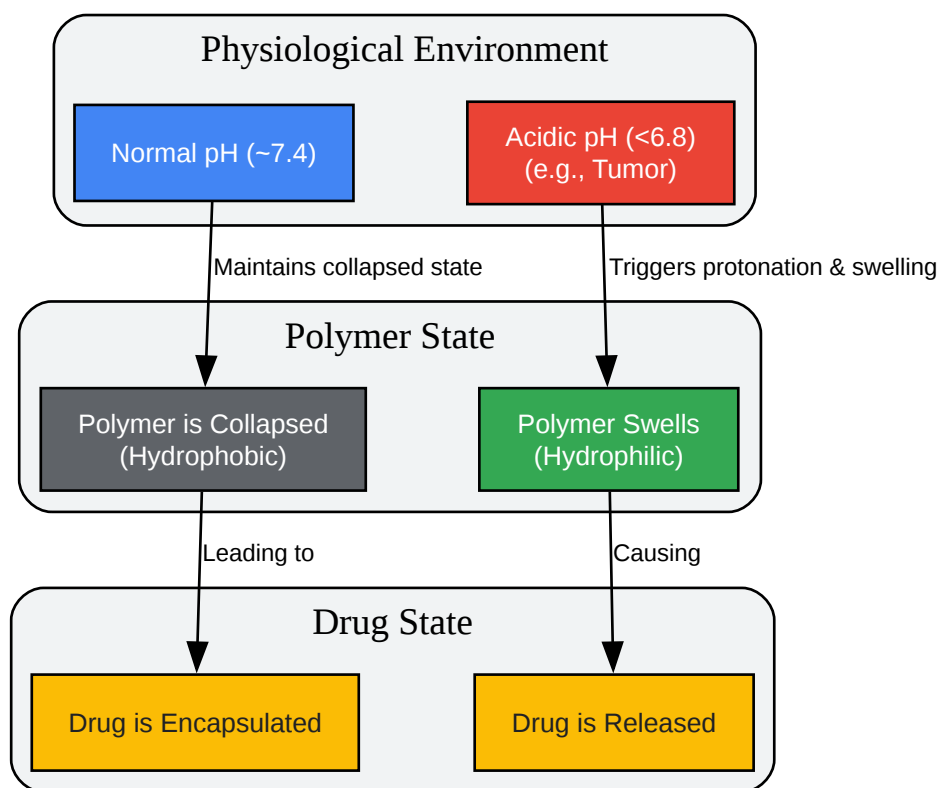 Physiological Environment
Normal pH (~7.4)
Acidic pH (<6.8)
(e.g., Tumor)
Maintains collapsed state
Triggers protonation & swelling
Polymer State
Polymer is Collapsed
(Hydrophobic)
Polymer Swells
(Hydrophilic)
Leading to
Causing
Drug State
Drug is Encapsulated
Drug is Released